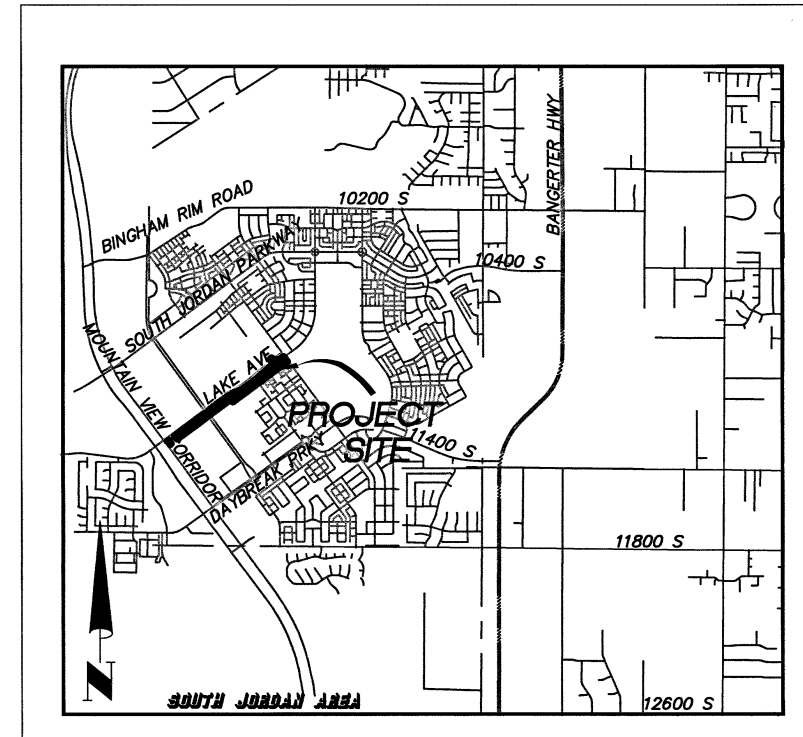 BANGERTER HWY
10200 S
BINGHAM RIM ROAD
SOUTH JORDAN PARKWAY
10400 S
MOUNTAIN VIEW CORRIDOR
LAKE AVE
PROJECT
SITE
11400 S
DAYBREAK PRKY
11800 S
N
SOUTH JORDAN AREA
12600 S